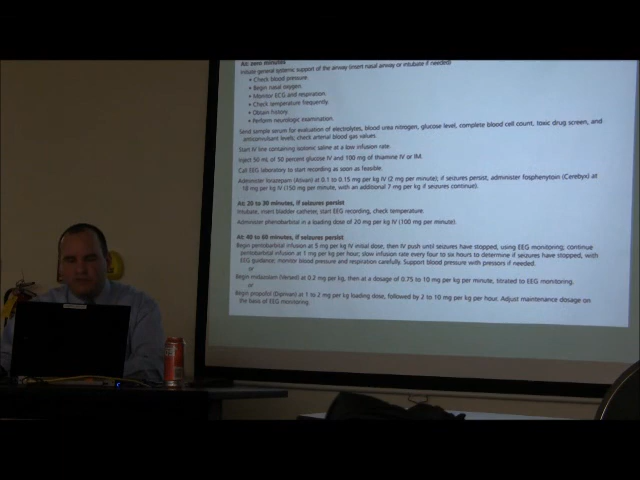 At: zero minutes
Initiate general systemic support of the airway (insert nasal airway or intubate if needed)
• Check blood pressure.
• Begin nasal oxygen.
• Monitor ECG and respiration.
• Check temperature frequently.
• Obtain history.
• Perform neurologic examination.
Send sample serum for evaluation of electrolytes, blood urea nitrogen, glucose level, complete blood cell count, toxic drug screen, and
anticonvulsant levels; check arterial blood gas values.
Start IV line containing isotonic saline at a low infusion rate.
Inject 50 mL of 50 percent glucose IV and 100 mg of thiamine IV or IM.
Call EEG laboratory to start recording as soon as feasible.
Administer lorazepam (Ativan) at 0.1 to 0.15 mg per kg IV (2 mg per minute); if seizures persist, administer fosphenytoin (Cerebyx) at
18 mg per kg IV (150 mg per minute, with an additional 7 mg per kg if seizures continue).
At: 20 to 30 minutes, if seizures persist
Intubate, insert bladder catheter, start EEG recording, check temperature.
Administer phenobarbital in a loading dose of 20 mg per kg IV (100 mg per minute).
At: 40 to 60 minutes, if seizures persist
Begin pentobarbital infusion at 5 mg per kg IV initial dose, then IV push until seizures have stopped, using EEG monitoring; continue
pentobarbital infusion at 1 mg per kg per hour; slow infusion rate every four to six hours to determine if seizures have stopped, with
EEG guidance; monitor blood pressure and respiration carefully. Support blood pressure with pressors if needed.
or
Begin midazolam (Versed) at 0.2 mg per kg, then at a dosage of 0.75 to 10 mg per kg per minute, titrated to EEG monitoring.
or
Begin propofol (Diprivan) at 1 to 2 mg per kg loading dose, followed by 2 to 10 mg per kg per hour. Adjust maintenance dosage on
the basis of EEG monitoring.